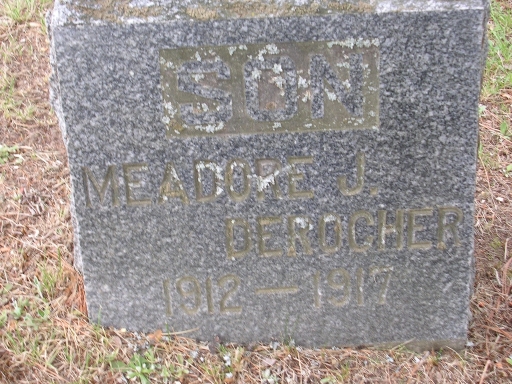 SON
MEADORE J.
DEROCHER
1912 — 1917